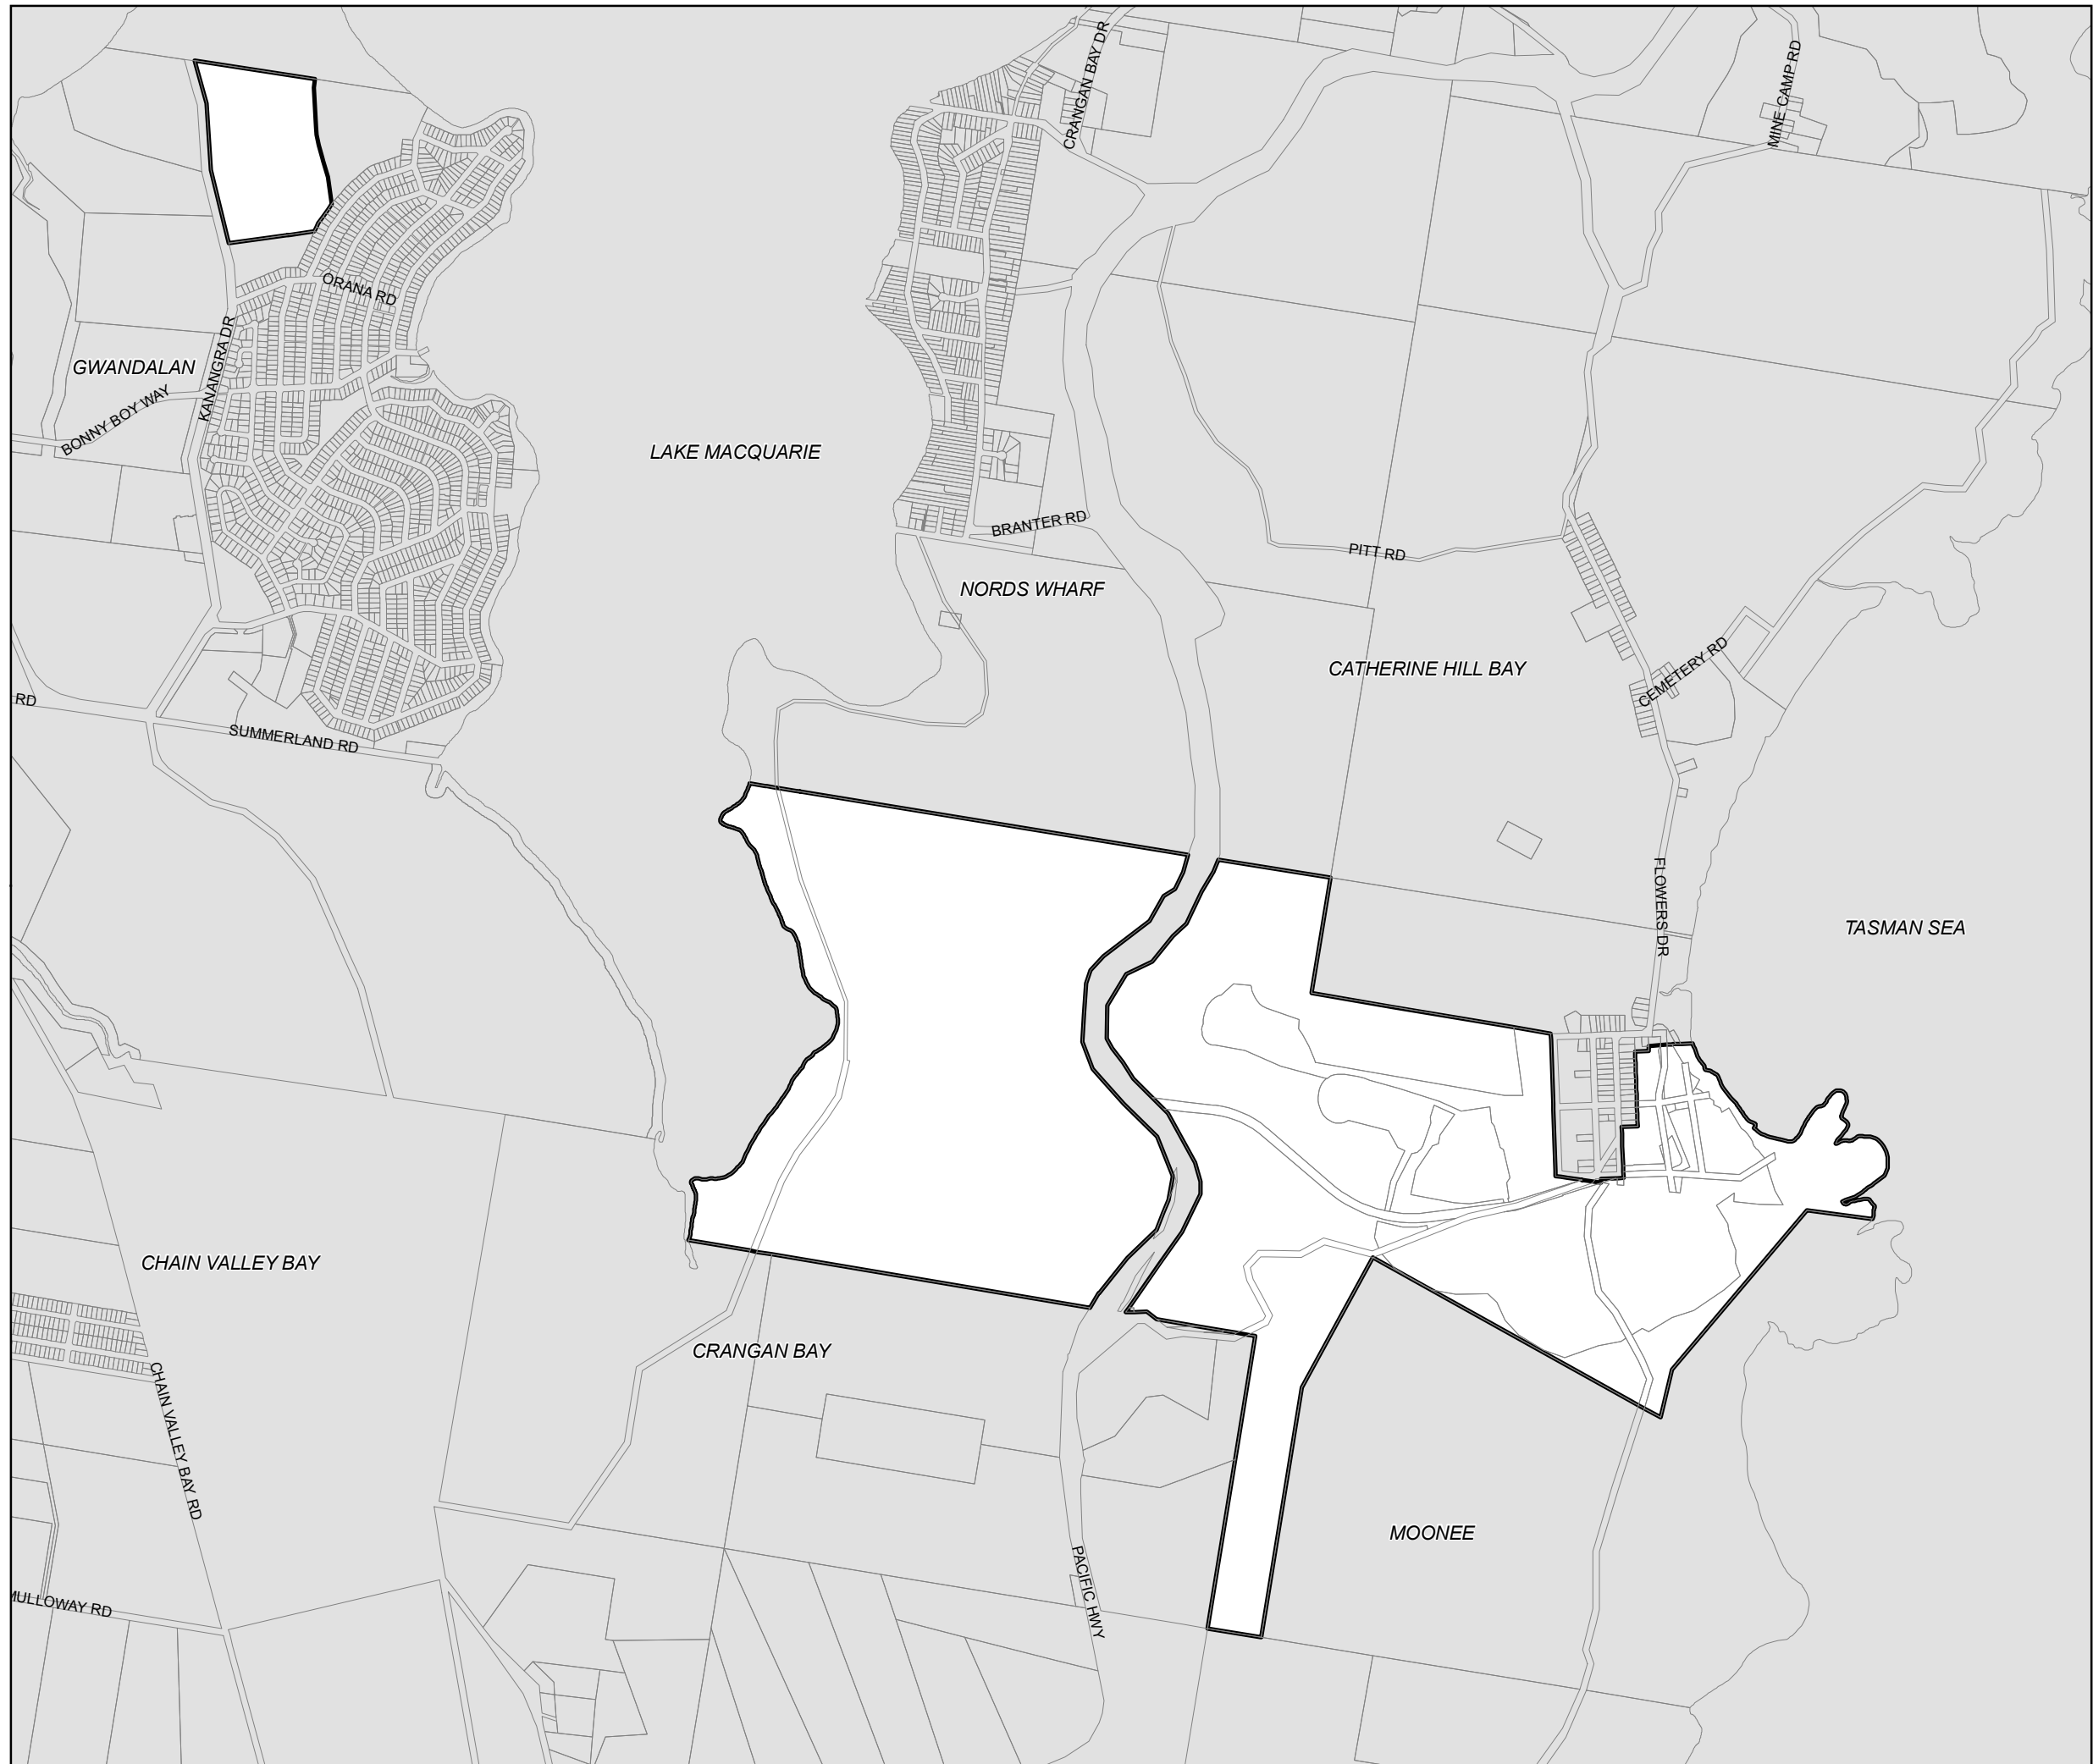 CRANGAN BAY DR
MINE CAMP RD
ORANA RD
KANANGRA DR
GWANDALAN
BONNY BOY WAY
LAKE MACQUARIE
BRANTER RD
PITT RD
NORDS WHARF
CATHERINE HILL BAY
CEMETERY RD
RD
SUMMERLAND RD
FLOWERS DR
TASMAN SEA
CHAIN VALLEY BAY
CRANGAN BAY
CHAIN VALLEY BAY RD
MOONEE
PACIFIC HWY
MULLOWAY RD